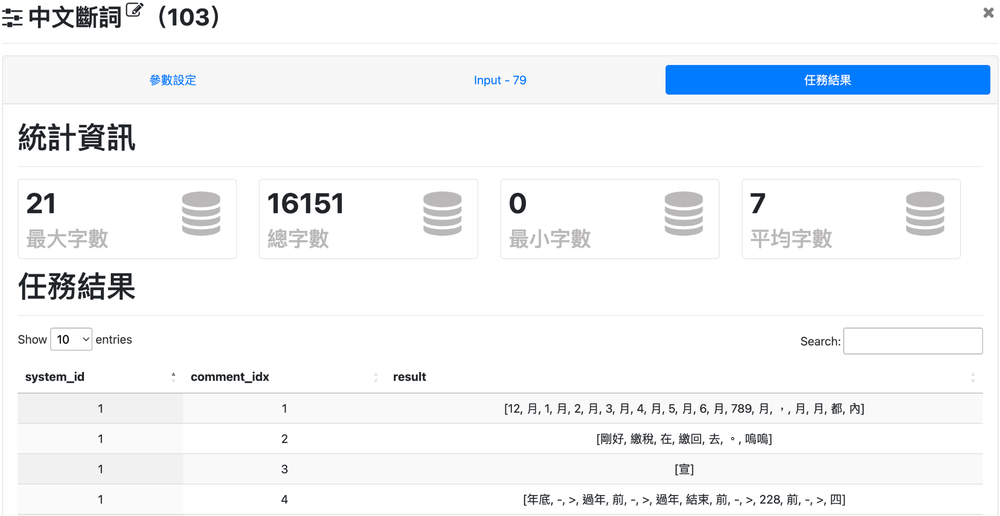 中文斷詞 (103)
參數設定 Input - 79 任務結果
統計資訊
21 16151 0 7
最大字數 總字數 最小字數 平均字數
任務結果
Show 10 entries Search:
system_id comment_idx result
1 1 [12, 月, 1, 月, 2, 月, 3, 月, 4, 月, 5, 月, 6, 月, 789, 月, ，, 月, 月, 都, 內]
1 2 [剛好, 繳稅, 在, 繳回, 去, 。, 嗚嗚]
1 3 [宣]
1 4 [年底, -, >, 過年, 前, -, >, 過年, 結束, 前, -, >, 228, 前, -, >, 四]